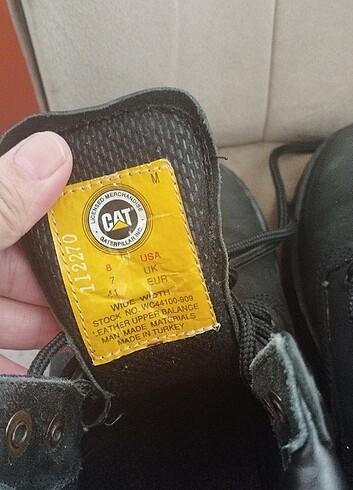 M
LICENSED MERCHANDISE
CAT
CATERPILLAR INC.
112270
8 USA
7 UK
41 EUR
WIDE WIDTH
STOCK NO. WC44100-909
LEATHER UPPER BALANCE
MAN MADE MATERIALS
MADE IN TURKEY